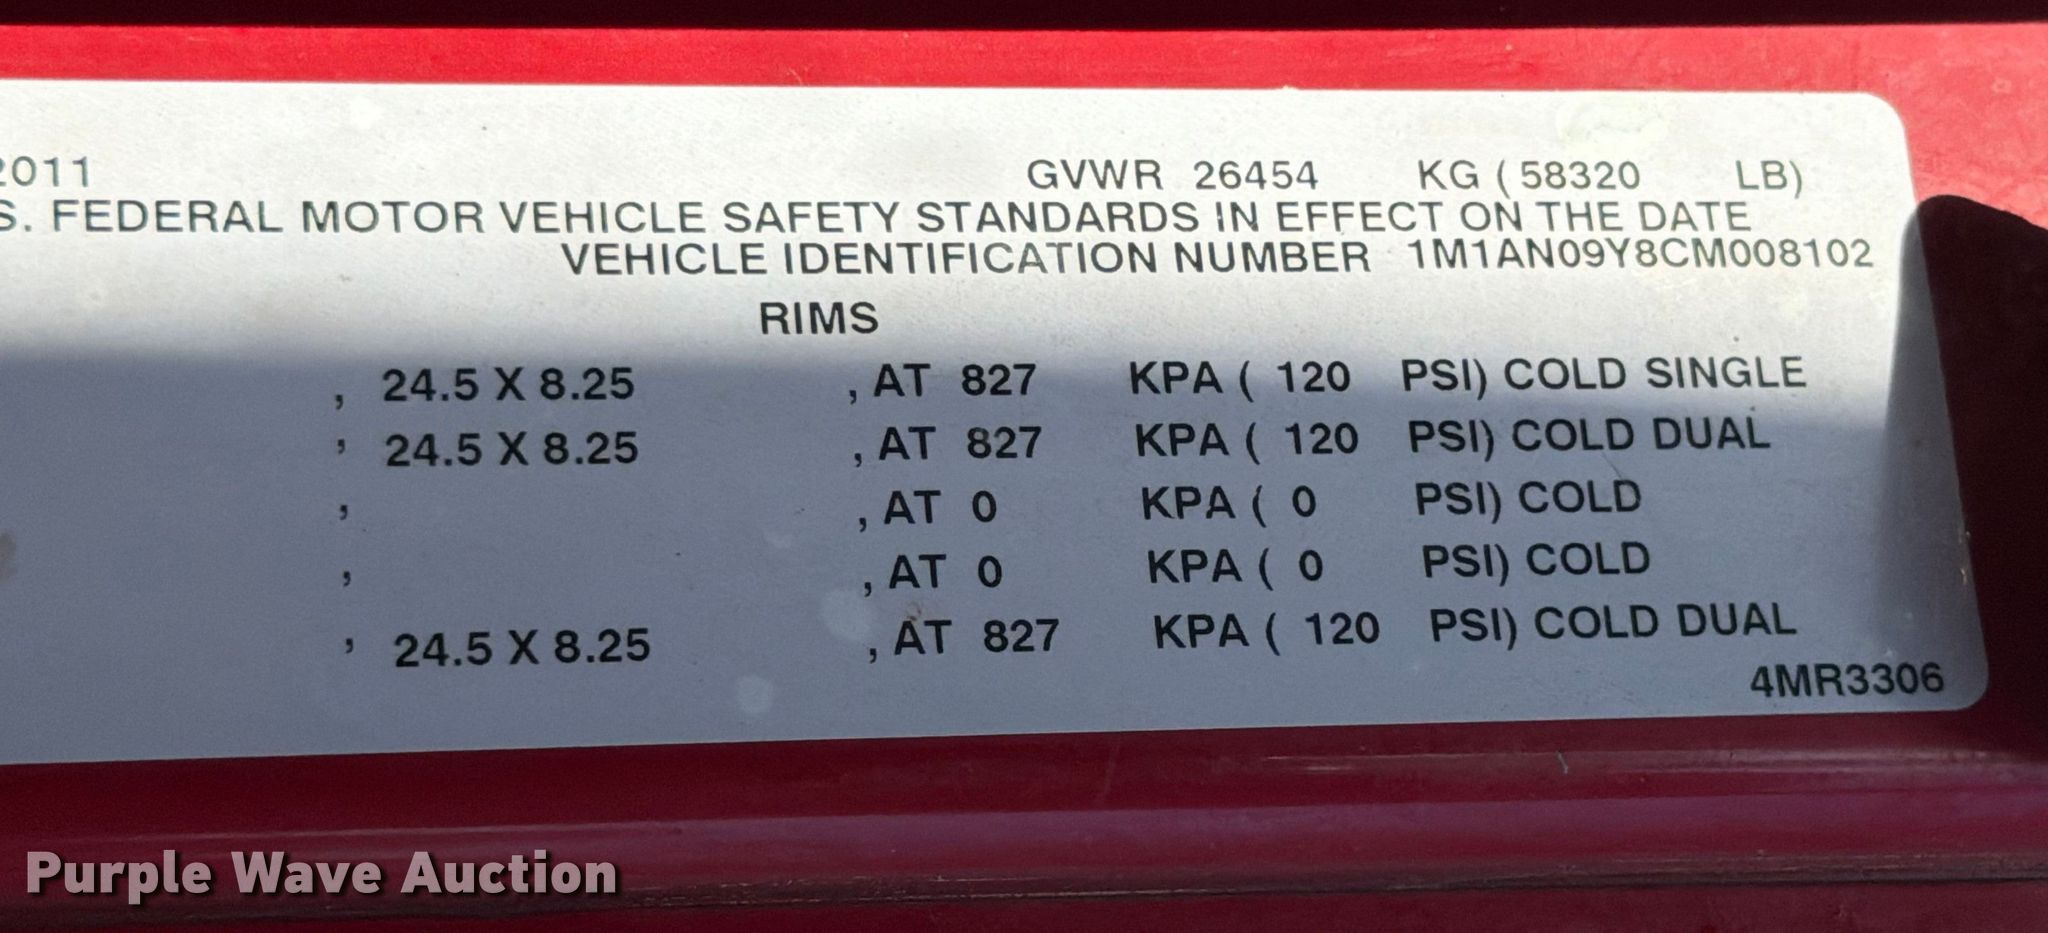 2011 GVWR 26454 KG ( 58320 LB)
S. FEDERAL MOTOR VEHICLE SAFETY STANDARDS IN EFFECT ON THE DATE
VEHICLE IDENTIFICATION NUMBER 1M1AN09Y8CM008102
RIMS
, 24.5 X 8.25 , AT 827 KPA ( 120 PSI) COLD SINGLE
, 24.5 X 8.25 , AT 827 KPA ( 120 PSI) COLD DUAL
, , AT 0 KPA ( 0 PSI) COLD
, , AT 0 KPA ( 0 PSI) COLD
, 24.5 X 8.25 , AT 827 KPA ( 120 PSI) COLD DUAL
4MR3306
Purple Wave Auction